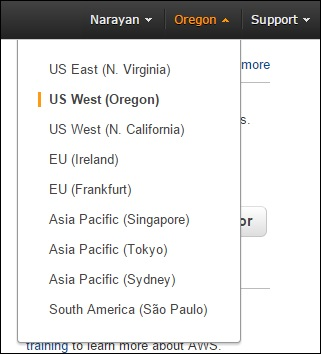 Narayan Oregon Support
US East (N. Virginia)
more
US West (Oregon)
US West (N. California)
s.
EU (Ireland)
EU (Frankfurt)
Asia Pacific (Singapore)
or
Asia Pacific (Tokyo)
Asia Pacific (Sydney)
South America (São Paulo)
training to learn more about AWS.